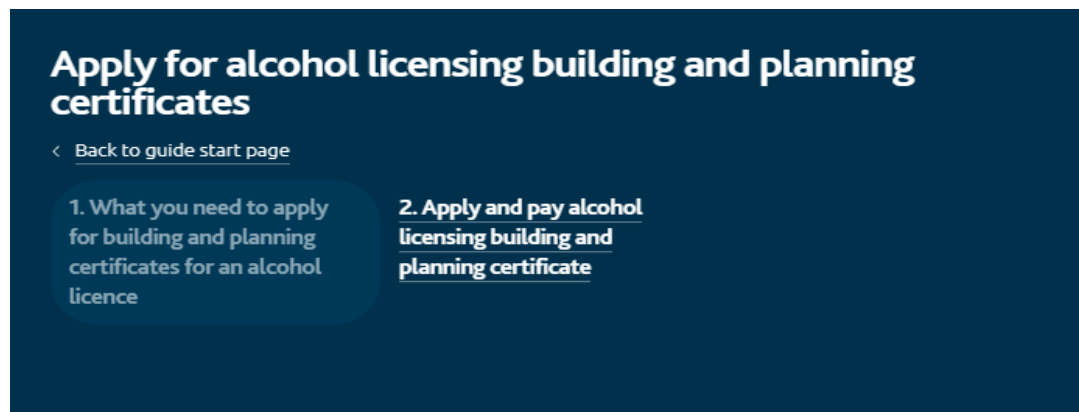 Apply for alcohol licensing building and planning
certificates
< Back to guide start page
1. What you need to apply
for building and planning
certificates for an alcohol
licence
2. Apply and pay alcohol
licensing building and
planning certificate